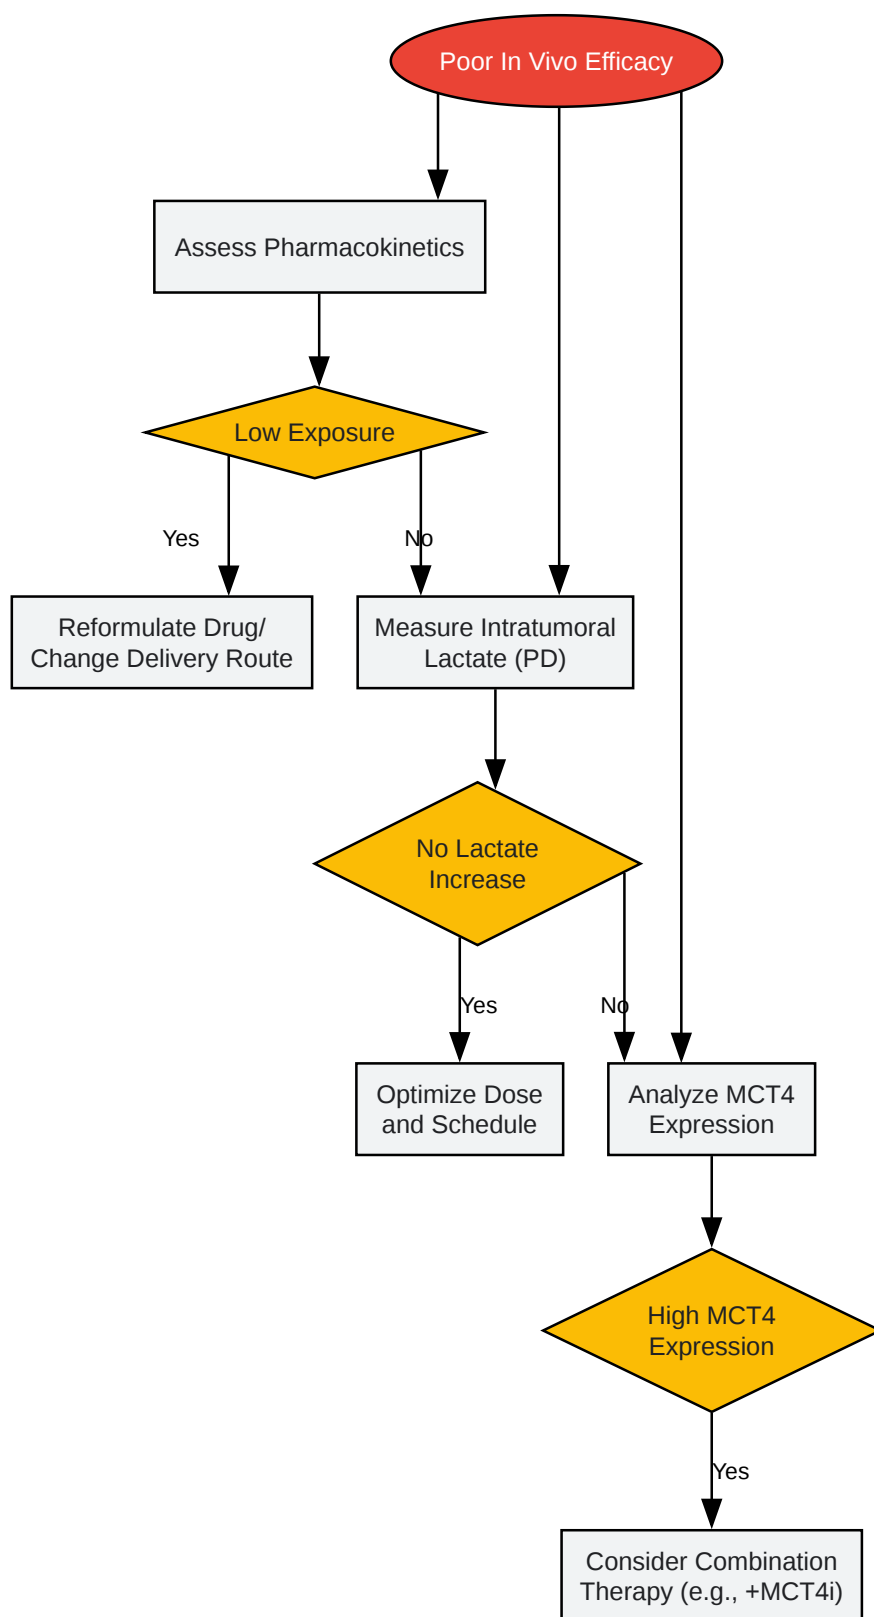 Poor In Vivo Efficacy
Assess Pharmacokinetics
Low Exposure
Yes
No
Reformulate Drug/
Change Delivery Route
Measure Intratumoral
Lactate (PD)
No Lactate
Increase
Yes
No
Optimize Dose
and Schedule
Analyze MCT4
Expression
High MCT4
Expression
Yes
Consider Combination
Therapy (e.g., +MCT4i)